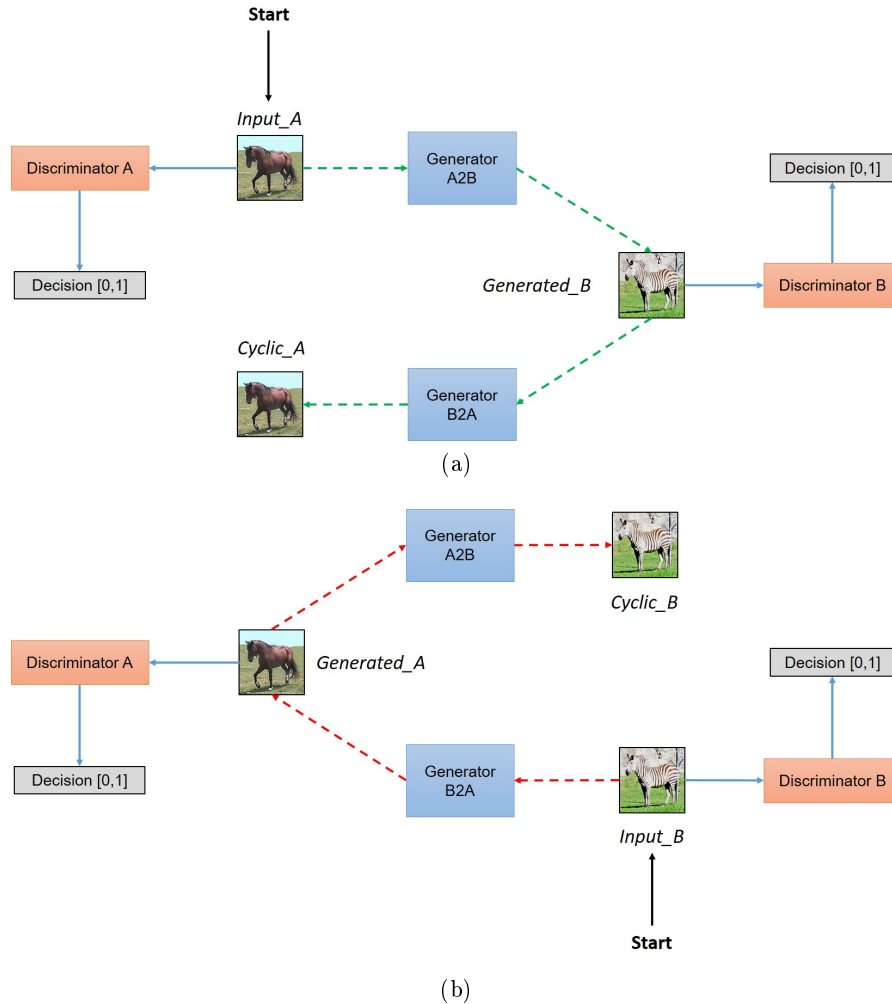 Start
Input_A
Discriminator A
Generator
A2B
Decision [0,1]
Decision [0,1]
Generated_B
Discriminator B
Cyclic_A
Generator
B2A
(a)
Generator
A2B
Cyclic_B
Discriminator A
Generated_A
Decision [0,1]
Decision [0,1]
Generator
B2A
Discriminator B
Input_B
Start
(b)